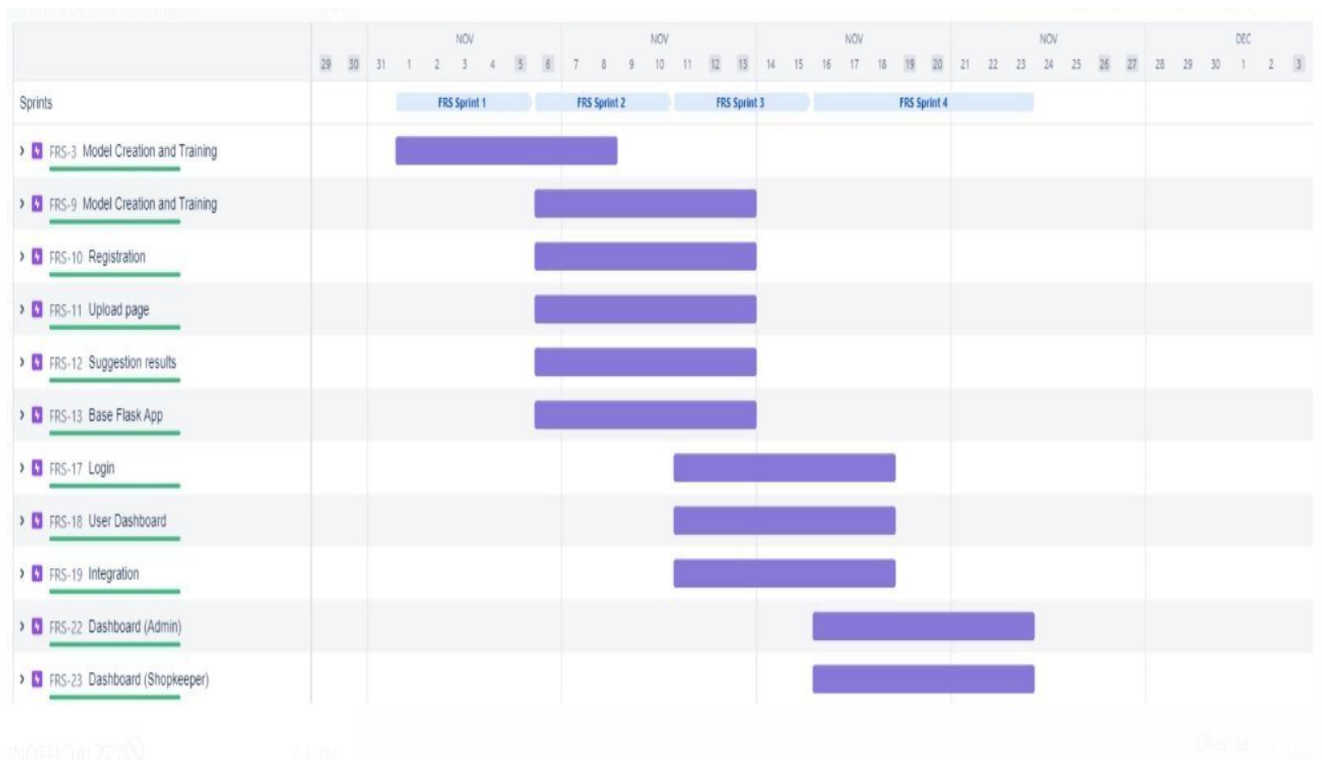 NOV NOV NOV NOV DEC
29 30 31 1 2 3 4 5 6 7 8 9 10 11 12 13 14 15 16 17 18 19 20 21 22 23 24 25 26 27 28 29 30 1 2 3
Sprints FRS Sprint 1 FRS Sprint 2 FRS Sprint 3 FRS Sprint 4
FRS-3 Model Creation and Training
FRS-9 Model Creation and Training
FRS-10 Registration
FRS-11 Upload page
FRS-12 Suggestion results
FRS-13 Base Flask App
FRS-17 Login
FRS-18 User Dashboard
FRS-19 Integration
FRS-22 Dashboard (Admin)
FRS-23 Dashboard (Shopkeeper)